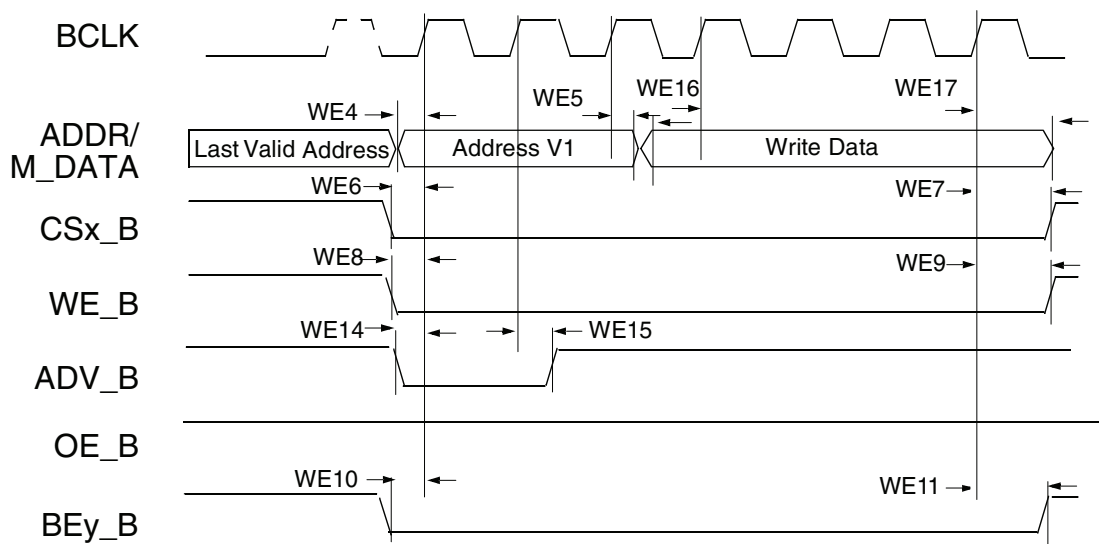 BCLK
WE16
WE5
WE17
WE4
ADDR/
M_DATA
Last Valid Address
Address V1
Write Data
WE6
WE7
CSx_B
WE8
WE9
WE_B
WE14
WE15
ADV_B
OE_B
WE10
WE11
BEy_B